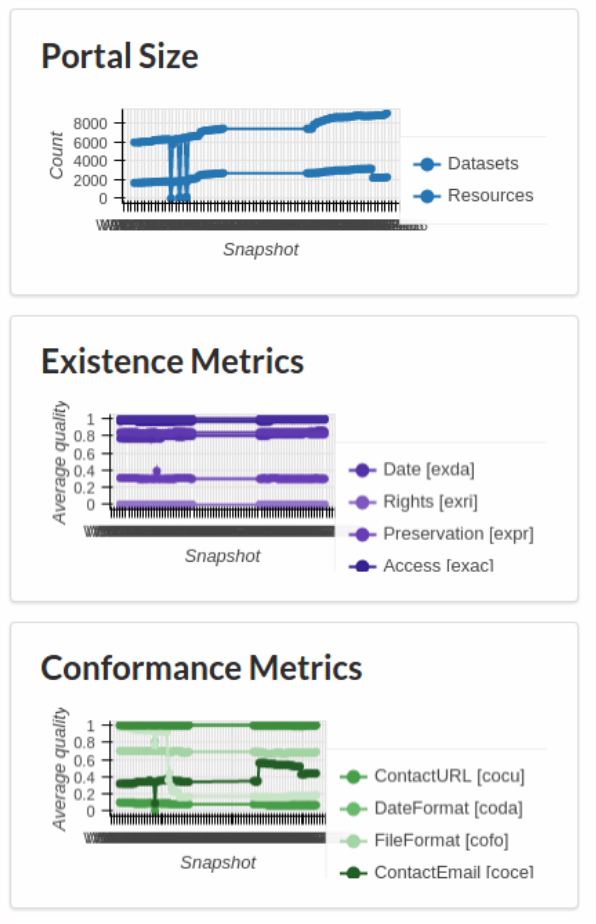 Portal Size
Count
8000
6000
4000
2000
0
Datasets
Resources
Snapshot
Existence Metrics
Average quality
1
0.8
0.6
0.4
0.2
0
Date [exda]
Rights [exri]
Preservation [expr]
Access [exac]
Snapshot
Conformance Metrics
Average quality
1
0.8
0.6
0.4
0.2
0
ContactURL [cocu]
DateFormat [coda]
FileFormat [cofo]
ContactEmail [coce]
Snapshot